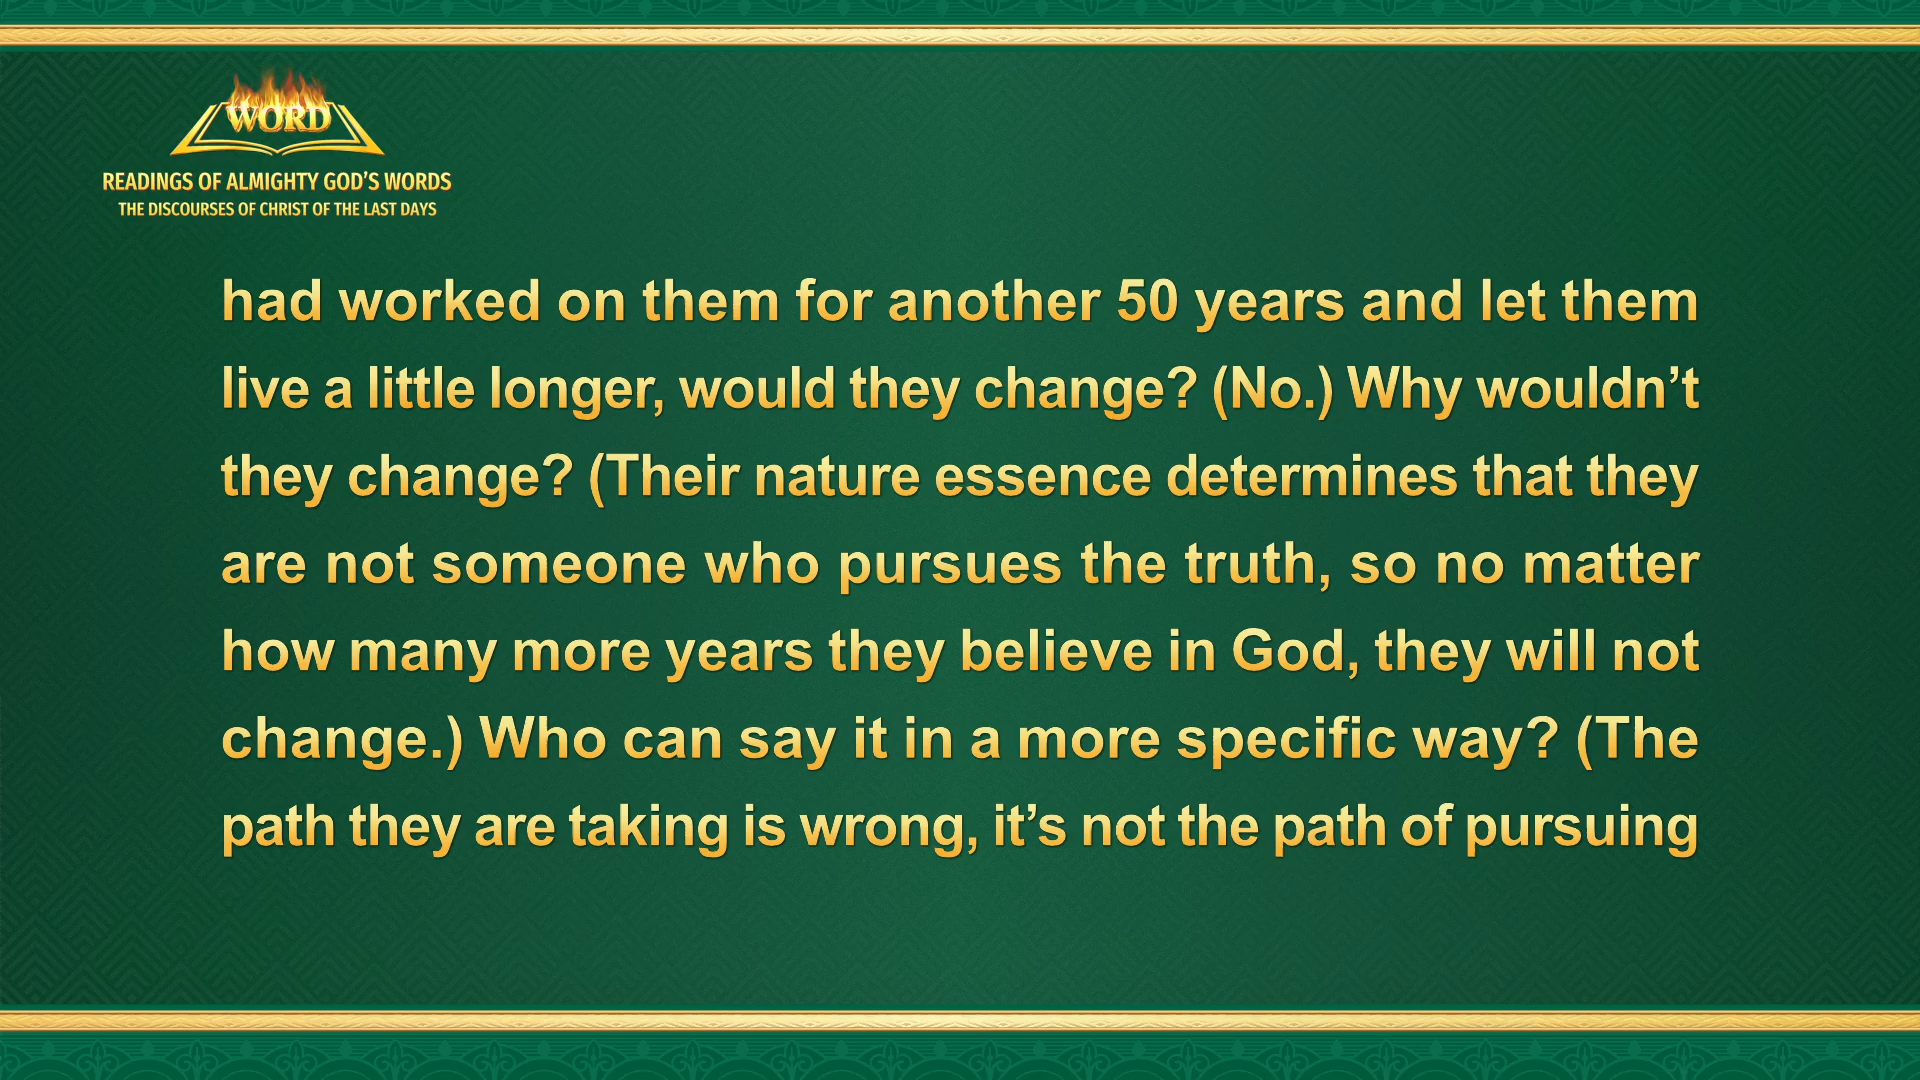 WORD
READINGS OF ALMIGHTY GOD’S WORDS
THE DISCOURSES OF CHRIST OF THE LAST DAYS
had worked on them for another 50 years and let them
live a little longer, would they change? (No.) Why wouldn’t
they change? (Their nature essence determines that they
are not someone who pursues the truth, so no matter
how many more years they believe in God, they will not
change.) Who can say it in a more specific way? (The
path they are taking is wrong, it’s not the path of pursuing